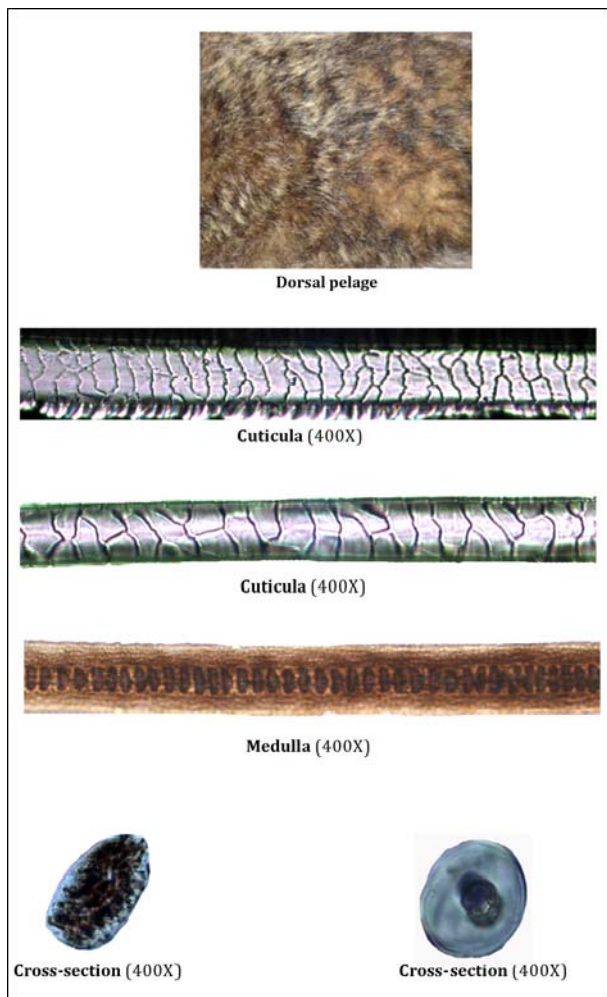 Dorsal pelage
Cuticula (400X)
Cuticula (400X)
Medulla (400X)
Cross-section (400X)
Cross-section (400X)